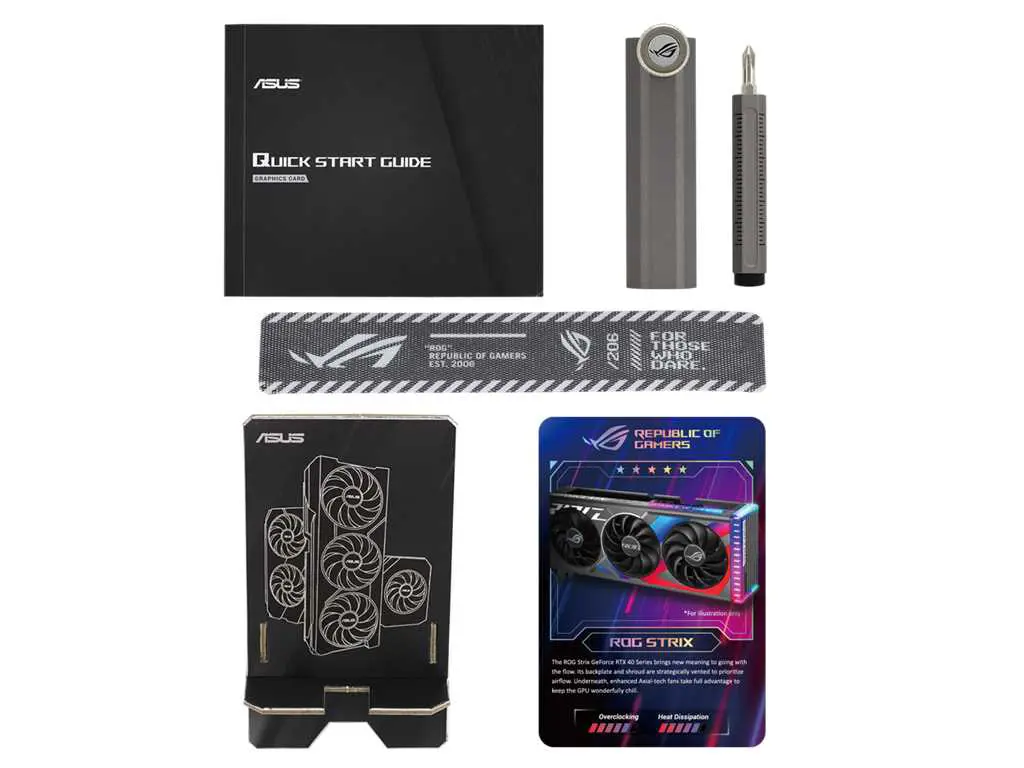 ASUS
QUICK START GUIDE
GRAPHICS CARD
"ROG"
REPUBLIC OF GAMERS
EST. 2006
/206
FOR
THOSE
WHO
DARE.
ASUS
ASUS
ASUS
ASUS
REPUBLIC OF
GAMERS
*For illustration only
ROG STRIX
The ROG Strix GeForce RTX 40 Series brings new meaning to going with
the flow. Its backplate and shroud are strategically vented to prioritize
airflow. Underneath, enhanced Axial-tech fans take full advantage to
keep the GPU wonderfully chill.
Overclocking Heat Dissipation